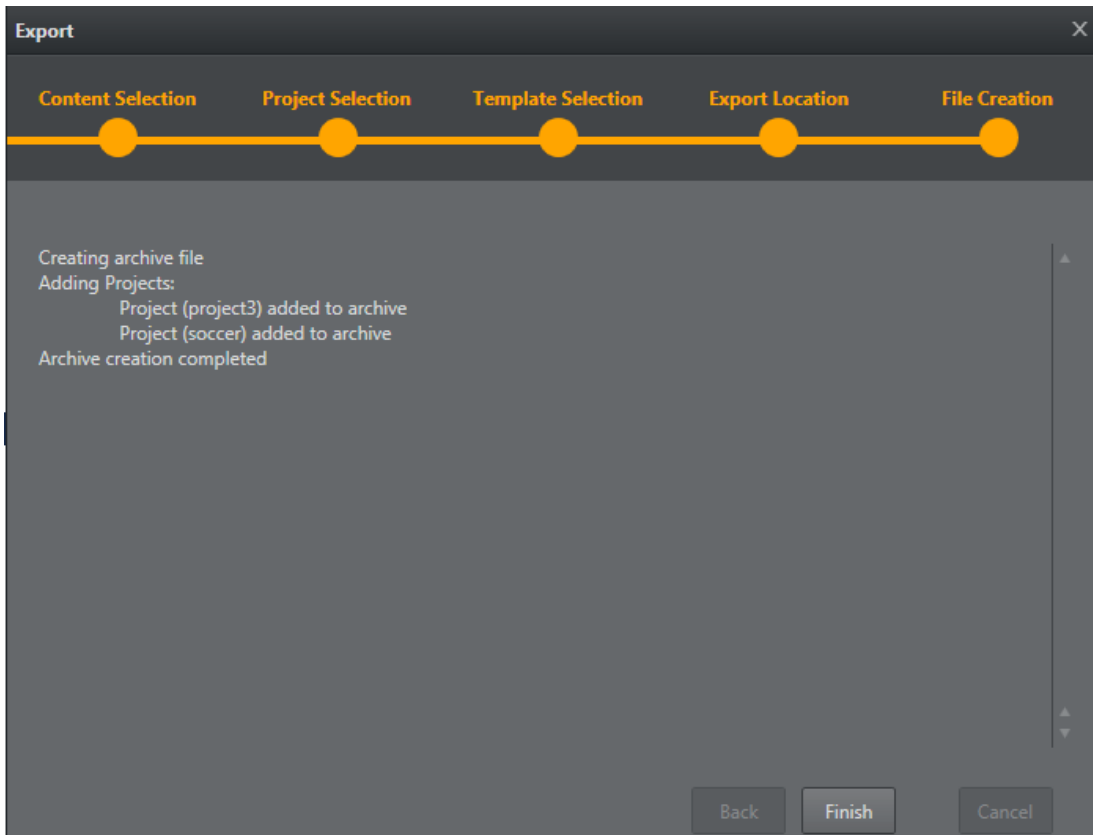 Export
X
Content Selection Project Selection Template Selection Export Location File Creation
Creating archive file
Adding Projects:
Project (project3) added to archive
Project (soccer) added to archive
Archive creation completed
Back Finish Cancel